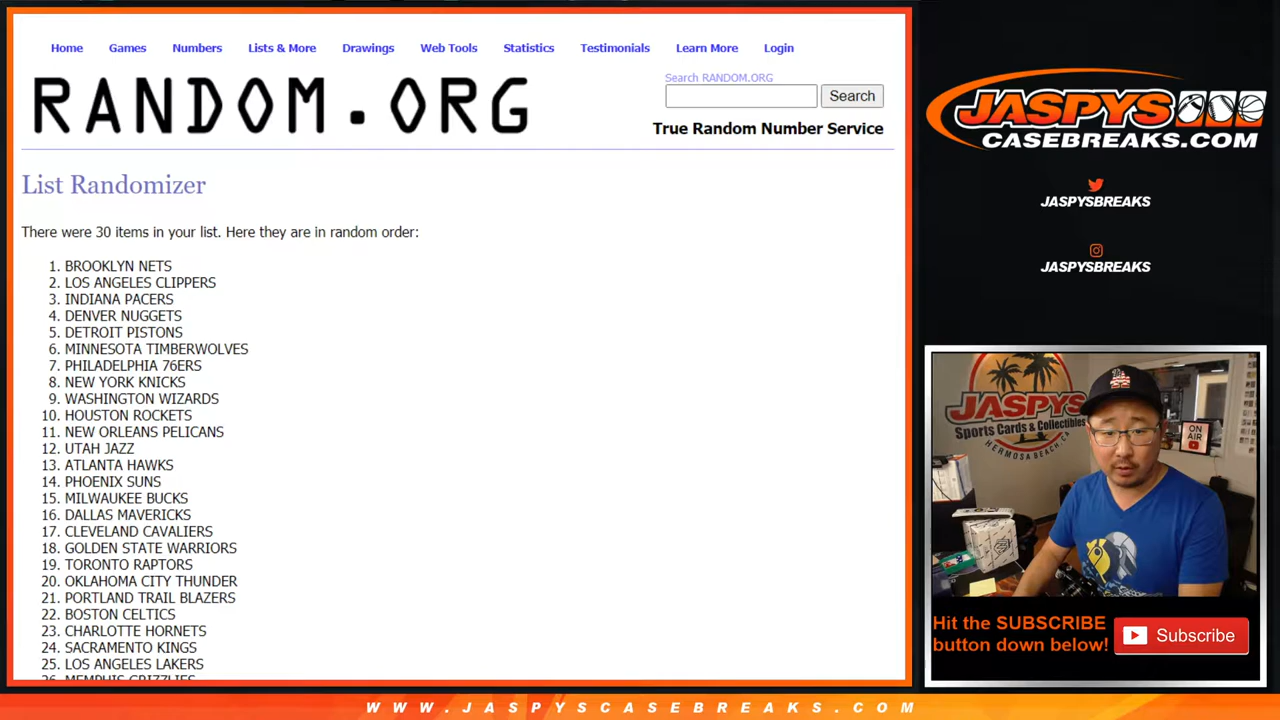 Home Games Numbers Lists & More Drawings Web Tools Statistics Testimonials Learn More Login
RANDOM.ORG
Search RANDOM.ORG
Search
True Random Number Service
List Randomizer
There were 30 items in your list. Here they are in random order:
1. BROOKLYN NETS
2. LOS ANGELES CLIPPERS
3. INDIANA PACERS
4. DENVER NUGGETS
5. DETROIT PISTONS
6. MINNESOTA TIMBERWOLVES
7. PHILADELPHIA 76ERS
8. NEW YORK KNICKS
9. WASHINGTON WIZARDS
10. HOUSTON ROCKETS
11. NEW ORLEANS PELICANS
12. UTAH JAZZ
13. ATLANTA HAWKS
14. PHOENIX SUNS
15. MILWAUKEE BUCKS
16. DALLAS MAVERICKS
17. CLEVELAND CAVALIERS
18. GOLDEN STATE WARRIORS
19. TORONTO RAPTORS
20. OKLAHOMA CITY THUNDER
21. PORTLAND TRAIL BLAZERS
22. BOSTON CELTICS
23. CHARLOTTE HORNETS
24. SACRAMENTO KINGS
25. LOS ANGELES LAKERS
26. MEMPHIS GRIZZLIES
JASPYS
CASEBREAKS.COM
JASPYSBREAKS
JASPYSBREAKS
JASPYS
Sports Cards & Collectibles
HERMOSA BEACH, CA
ON
AIR
Hit the SUBSCRIBE
button down below!
Subscribe
WWW.JASPYSCASEBREAKS.COM